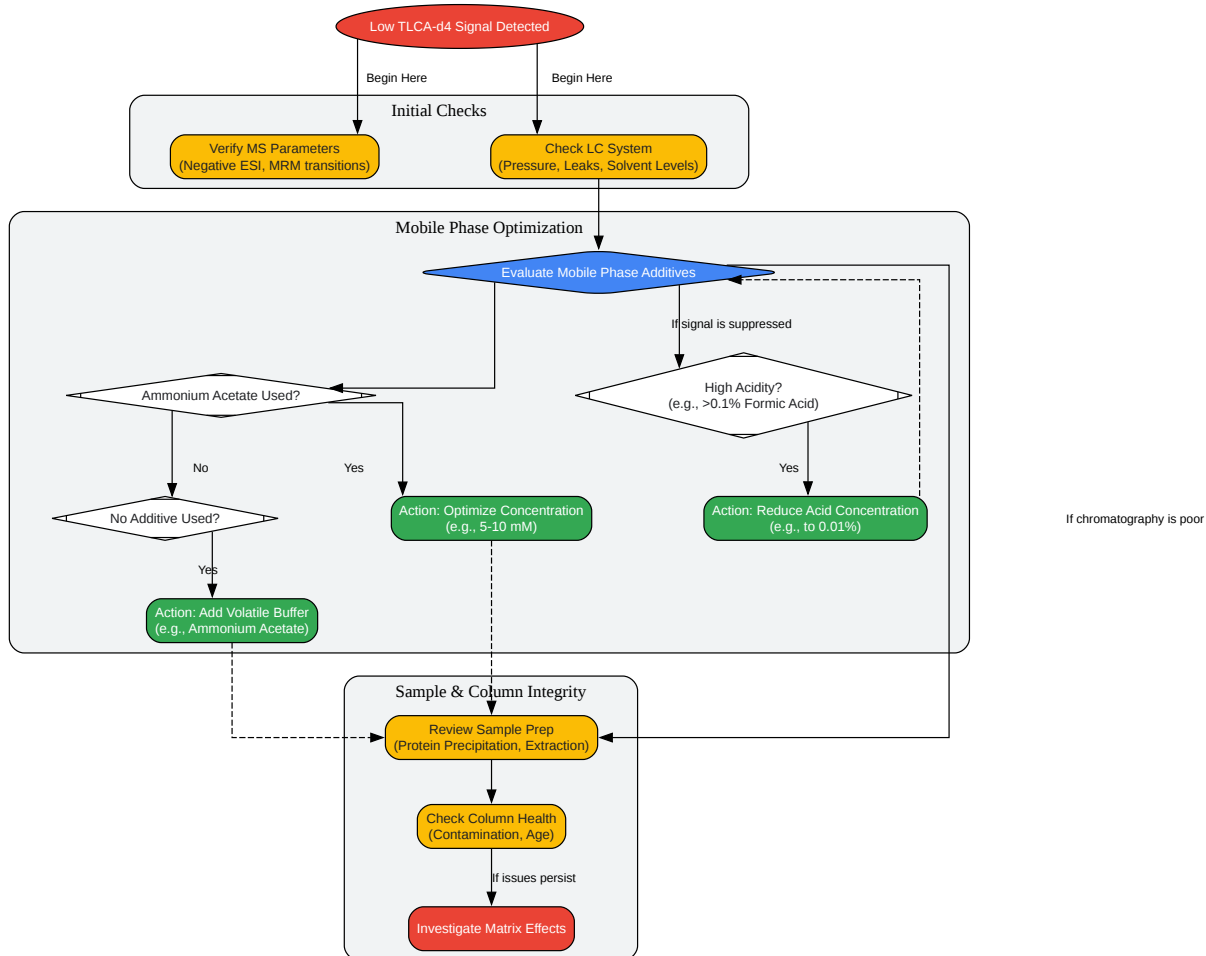 Low TLCA-d4 Signal Detected
Begin Here
Begin Here
Initial Checks
Verify MS Parameters
(Negative ESI, MRM transitions)
Check LC System
(Pressure, Leaks, Solvent Levels)
Mobile Phase Optimization
Evaluate Mobile Phase Additives
If signal is suppressed
Ammonium Acetate Used?
High Acidity?
(e.g., >0.1% Formic Acid)
No
Yes
Yes
No Additive Used?
Action: Optimize Concentration
(e.g., 5-10 mM)
Action: Reduce Acid Concentration
(e.g., to 0.01%)
If chromatography is poor
Yes
Action: Add Volatile Buffer
(e.g., Ammonium Acetate)
Sample & Column Integrity
Review Sample Prep
(Protein Precipitation, Extraction)
Check Column Health
(Contamination, Age)
If issues persist
Investigate Matrix Effects